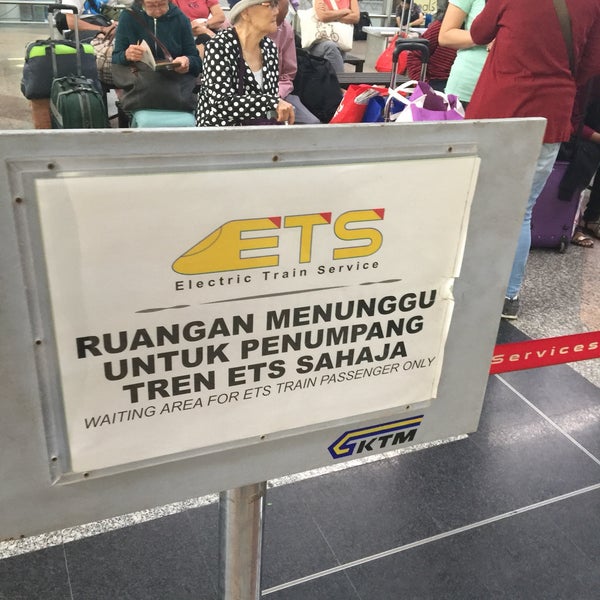 ETS
Electric Train Service
RUANGAN MENUNGGU
UNTUK PENUMPANG
TREN ETS SAHAJA
WAITING AREA FOR ETS TRAIN PASSENGER ONLY
KTM
Services